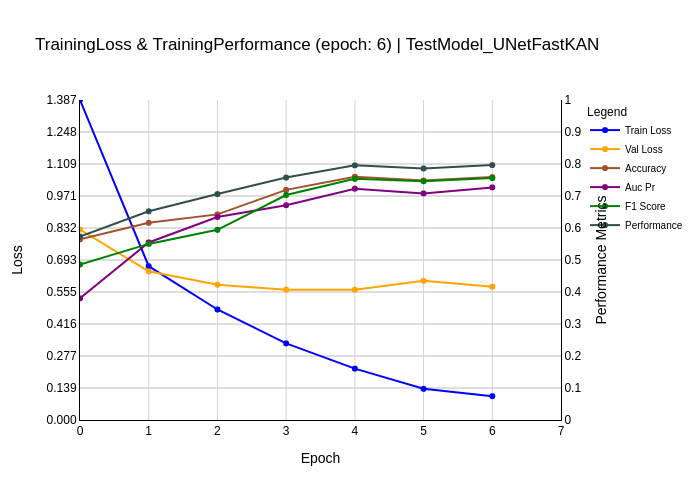 TrainingLoss & TrainingPerformance (epoch: 6) | TestModel_UNetFastKAN
1.387
1.248
1.109
0.971
0.832
0.693
0.555
0.416
0.277
0.139
0.000
Loss
0 1 2 3 4 5 6 7
Epoch
1
0.9
0.8
0.7
0.6
0.5
0.4
0.3
0.2
0.1
0
Performance Metrics
Legend
Train Loss
Val Loss
Accuracy
Auc Pr
F1 Score
Performance